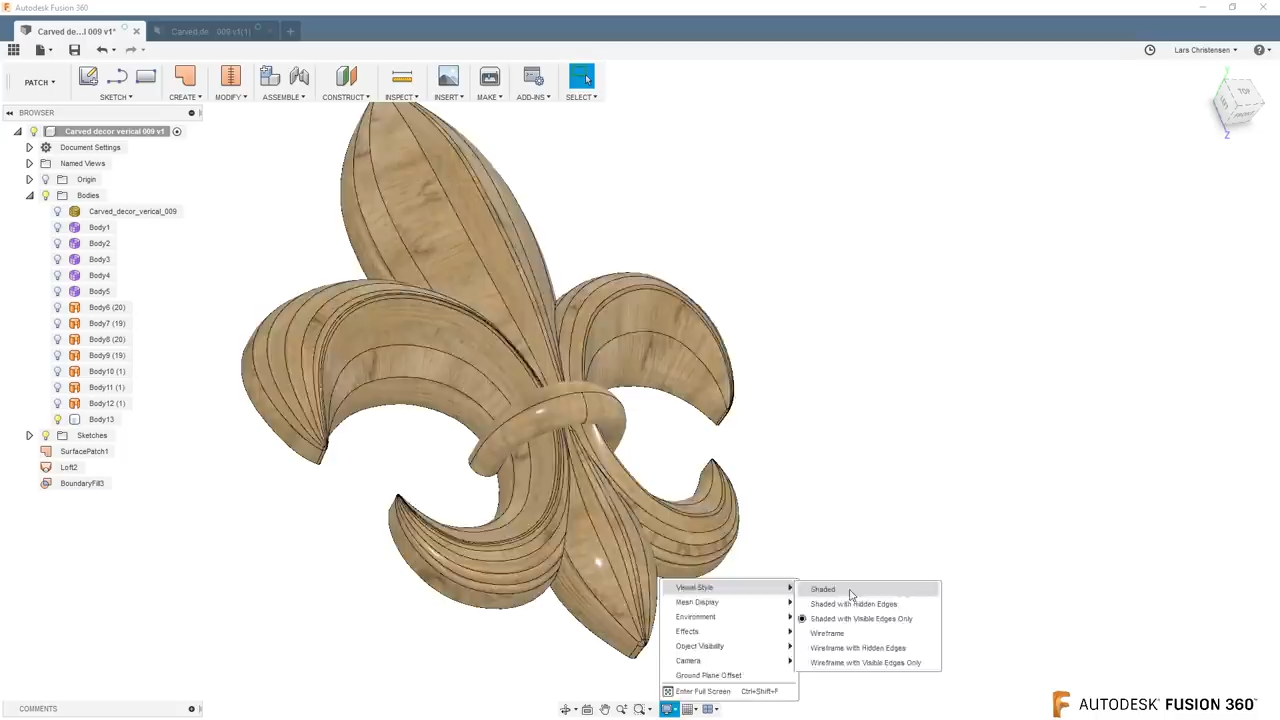 Autodesk Fusion 360
Carved de...l 009 v1*
Carved de 009 v1(1)
Lars Christensen
PATCH
SKETCH
CREATE
MODIFY
ASSEMBLE
CONSTRUCT
INSPECT
INSERT
MAKE
ADD-INS
SELECT
TOP
LEFT
FRONT
Z
BROWSER
Carved decor verical 009 v1
Document Settings
Named Views
Origin
Bodies
Carved_decor_verical_009
Body1
Body2
Body3
Body4
Body5
Body6 (20)
Body7 (19)
Body8 (20)
Body9 (19)
Body10 (1)
Body11 (1)
Body12 (1)
Body13
Sketches
SurfacePatch1
Loft2
BoundaryFill3
Visual Style
Mesh Display
Environment
Effects
Object Visibility
Camera
Ground Plane Offset
Enter Full Screen Ctrl+Shift+F
Shaded
Shaded with Hidden Edges
Shaded with Visible Edges Only
Wireframe
Wireframe with Hidden Edges
Wireframe with Visible Edges Only
COMMENTS
AUTODESK FUSION 360™